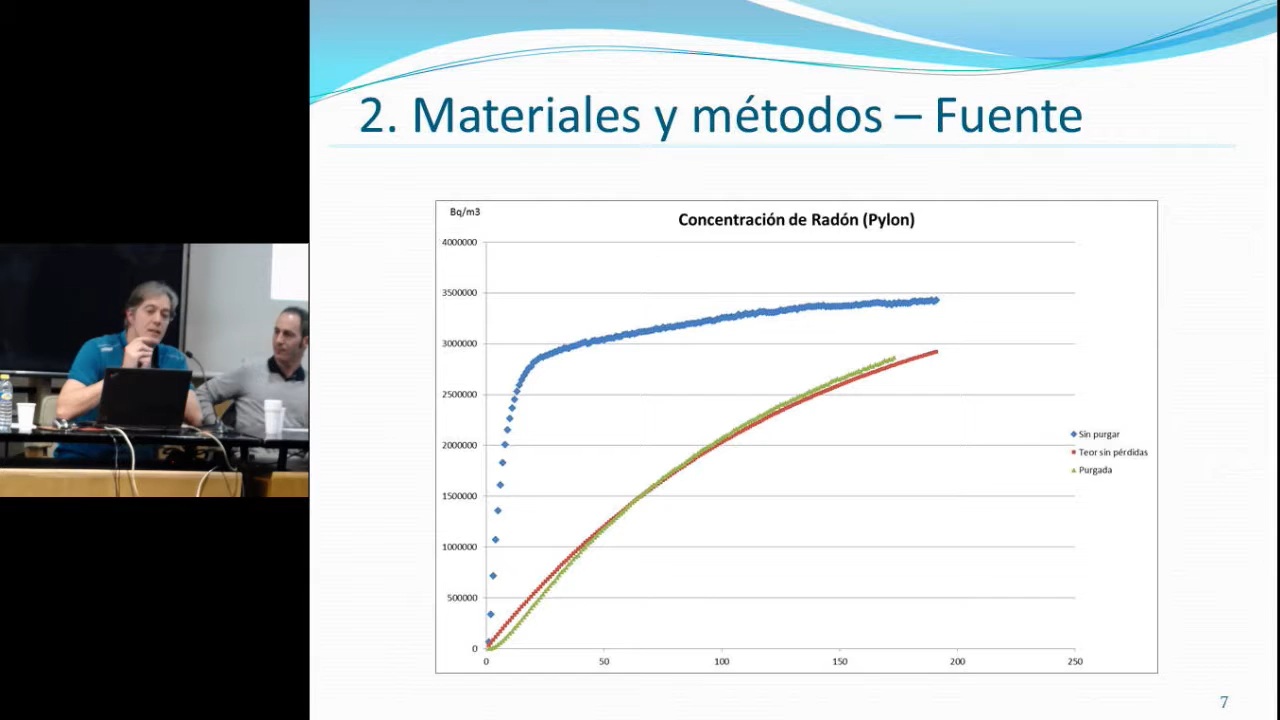 2. Materiales y métodos – Fuente
Bq/m3
Concentración de Radón (Pylon)
4000000
3500000
3000000
2500000
2000000
1500000
1000000
500000
0
0 50 100 150 200 250
Sin purgar
Teor sin pérdidas
Purgada
7